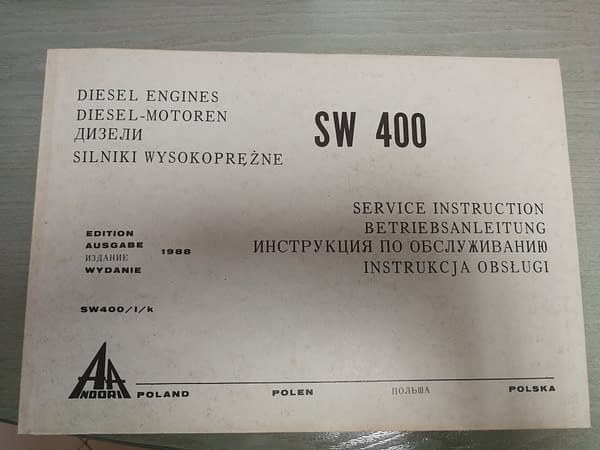 DIESEL ENGINES
DIESEL-MOTOREN
ДИЗЕЛИ
SILNIKI WYSOKOPRĘŻNE
SW 400
SERVICE INSTRUCTION
BETRIEBSANLEITUNG
ИНСТРУКЦИЯ ПО ОБСЛУЖИВАНИЮ
INSTRUKCJA OBSŁUGI
EDITION
AUSGABE
ИЗДАНИЕ
WYDANIE
1988
SW400/I/k
ANDORIA
POLAND POLEN ПОЛЬША POLSKA